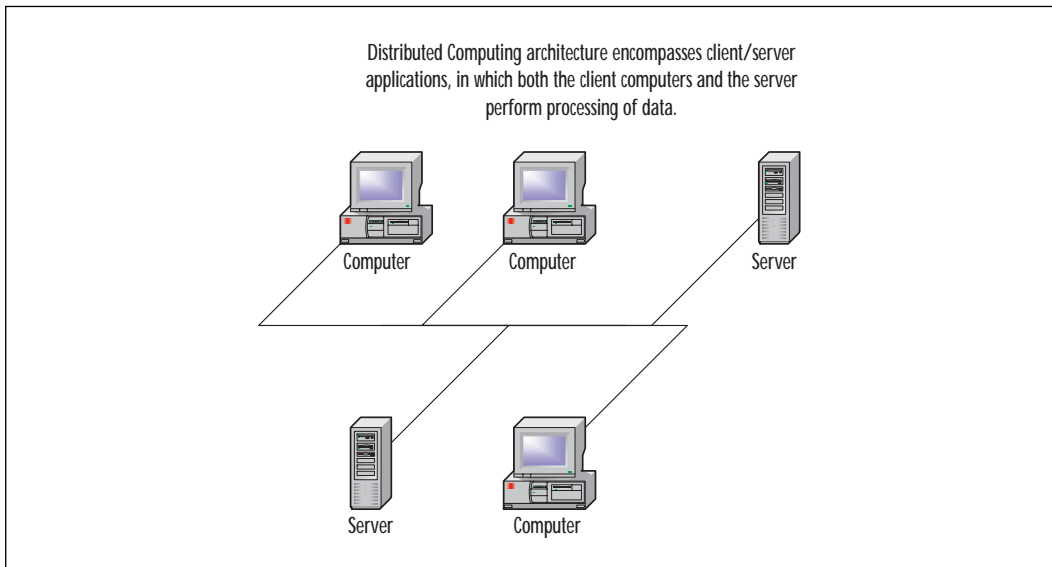 Distributed Computing architecture encompasses client/server
applications, in which both the client computers and the server
perform processing of data.
Computer
Computer
Server
Server
Computer